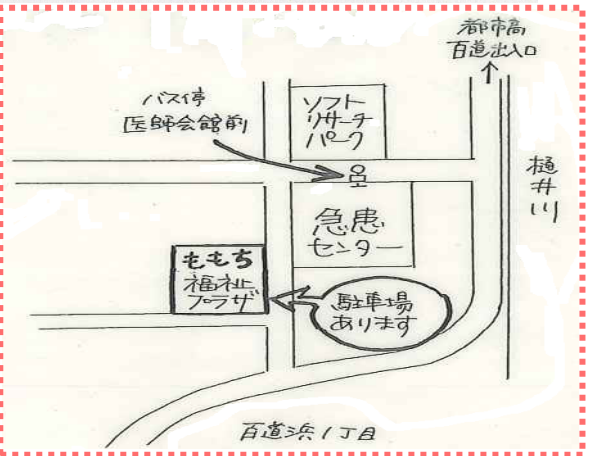 都市高
百道出入口
バス停
医師会館前
ソフト
リサーチ
パーク
樋井川
急患
センター
ももち
福祉
プラザ
駐車場
あります
百道浜1丁目